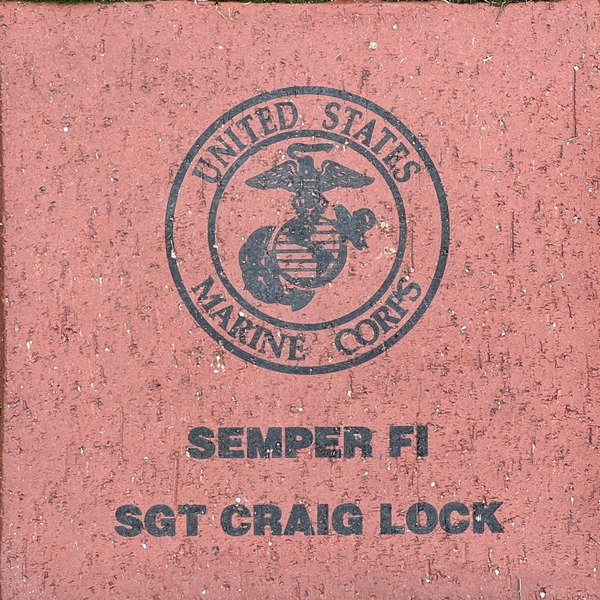 UNITED STATES
MARINE CORPS
SEMPER FI
SGT CRAIG LOCK